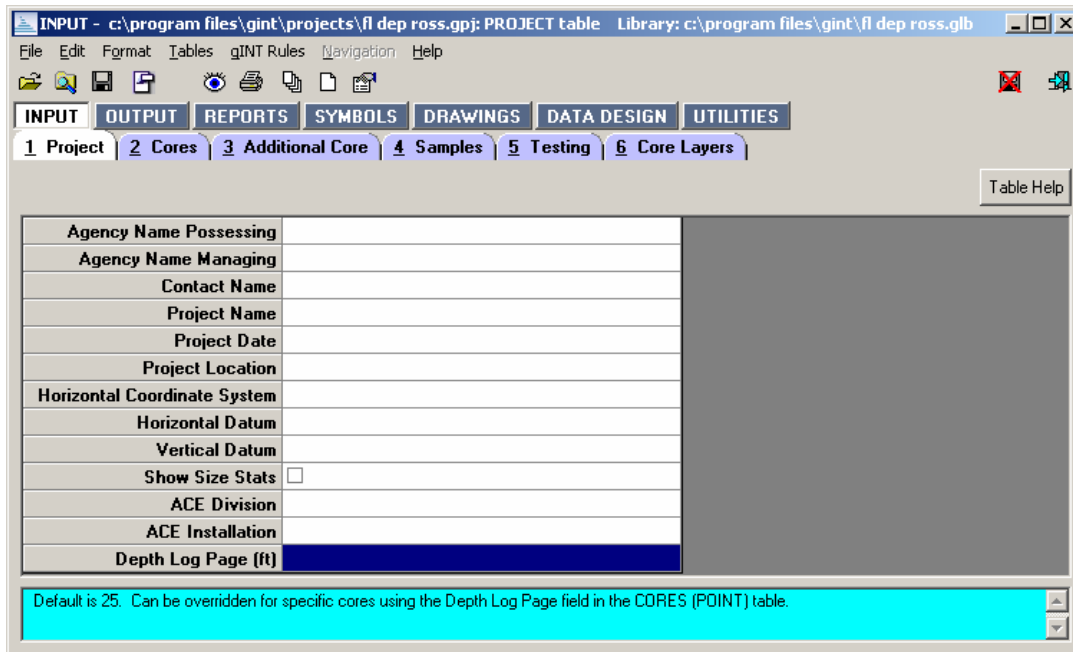 INPUT - c:\program files\gint\projects\fl dep ross.gpj: PROJECT table Library: c:\program files\gint\fl dep ross.glb
File Edit Format Tables gINT Rules Navigation Help
INPUT OUTPUT REPORTS SYMBOLS DRAWINGS DATA DESIGN UTILITIES
1 Project 2 Cores 3 Additional Core 4 Samples 5 Testing 6 Core Layers
Table Help
Agency Name Possessing
Agency Name Managing
Contact Name
Project Name
Project Date
Project Location
Horizontal Coordinate System
Horizontal Datum
Vertical Datum
Show Size Stats
ACE Division
ACE Installation
Depth Log Page (ft)
Default is 25. Can be overridden for specific cores using the Depth Log Page field in the CORES (POINT) table.